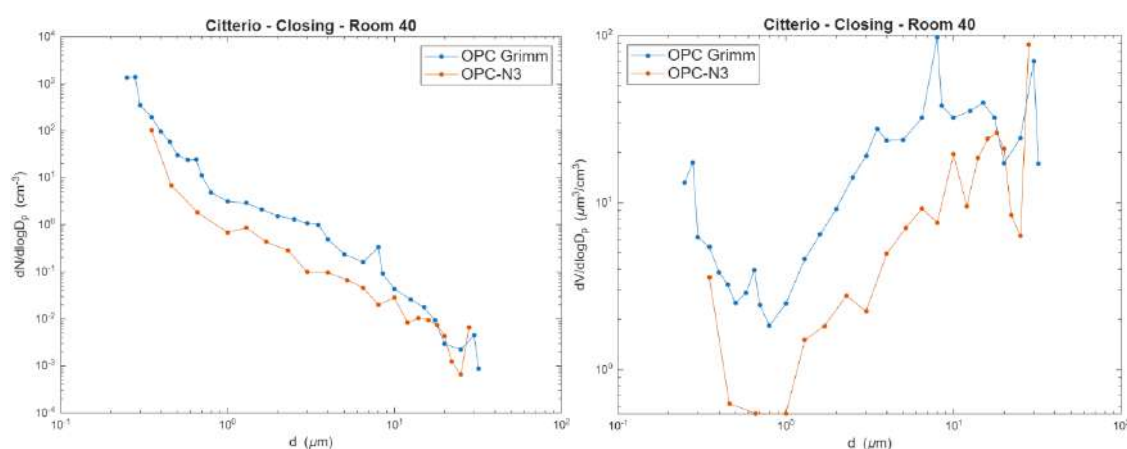 Citterio - Closing - Room 40
10^4
10^3
10^2
10^1
10^0
10^-1
10^-2
10^-3
10^-4
dN/dlogD_p (cm^-3)
OPC Grimm
OPC-N3
10^-1
10^0
10^1
10^2
d (μm)
Citterio - Closing - Room 40
10^2
10^1
10^0
dV/dlogD_p (μm^3/cm^3)
OPC Grimm
OPC-N3
10^-1
10^0
10^1
10^2
d (μm)